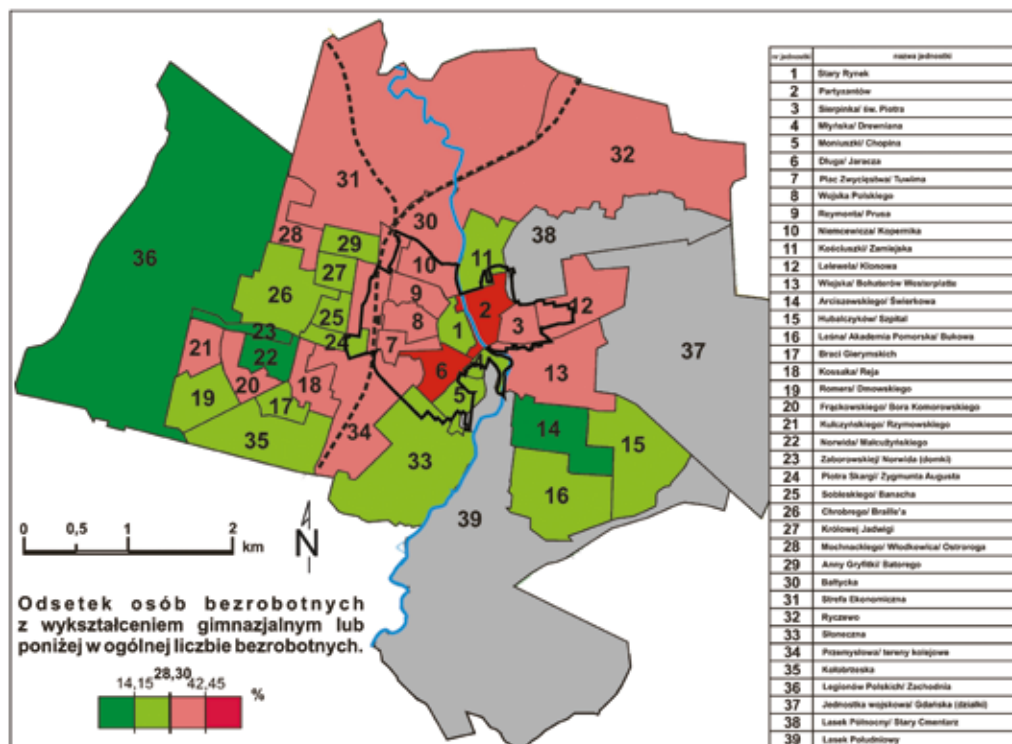 nr jednostki nazwa jednostki
1 Stary Rynek
2 Partyzantów
3 Sierpinka/ św. Piotra
4 Młyńska/ Drewniana
5 Moniuszki/ Chopina
6 Długa/ Jaracza
7 Plac Zwycięstwa/ Tuwima
8 Wojska Polskiego
9 Reymonta/ Prusa
10 Niemcewicza/ Kopernika
11 Kościuszki/ Zamiejska
12 Lelewela/ Klonowa
13 Wiejska/ Bohaterów Westerplatte
14 Arciszewskiego/ Świerkowa
15 Hubalczyków/ Szpital
16 Leśna/ Akademia Pomorska/ Bukowa
17 Braci Gierymskich
18 Kossaka/ Reja
19 Romera/ Dmowskiego
20 Frąckowskiego/ Bora Komorowskiego
21 Kulczyńskiego/ Rzymowskiego
22 Norwida/ Małcużyńskiego
23 Zaborowskiej/ Norwida (domki)
24 Piotra Skargi/ Zygmunta Augusta
25 Sobieskiego/ Banacha
26 Chrobrego/ Braille'a
27 Królowej Jadwigi
28 Mochnackiego/ Włodkowica/ Ostroroga
29 Anny Gryfitki/ Batorego
30 Bałtycka
31 Strefa Ekonomiczna
32 Ryczewo
33 Słoneczna
34 Przemysłowa/ tereny kolejowe
35 Kołobrzeska
36 Legionów Polskich/ Zachodnia
37 Jednostka wojskowa/ Gdańska (działki)
38 Lasek Północny/ Stary Cmentarz
39 Lasek Południowy
32
31
30
38
28
29
11
36
10
27
26
9
2
12
25
8
1
3
23
24
7
21
22
6
13
37
20
18
5
19
17
14
34
15
35
33
16
39
0 0,5 1 2
km
N
Odsetek osób bezrobotnych
z wykształceniem gimnazjalnym lub
poniżej w ogólnej liczbie bezrobotnych.
28,30
14,15 42,45 %